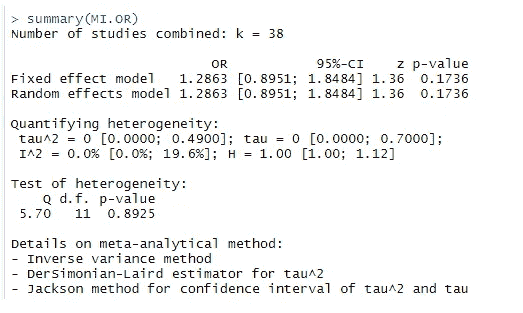 > summary(MI.OR)
Number of studies combined: k = 38
OR 95%-CI z p-value
Fixed effect model 1.2863 [0.8951; 1.8484] 1.36 0.1736
Random effects model 1.2863 [0.8951; 1.8484] 1.36 0.1736
Quantifying heterogeneity:
tau^2 = 0 [0.0000; 0.4900]; tau = 0 [0.0000; 0.7000];
I^2 = 0.0% [0.0%; 19.6%]; H = 1.00 [1.00; 1.12]
Test of heterogeneity:
Q d.f. p-value
5.70 11 0.8925
Details on meta-analytical method:
- Inverse variance method
- DerSimonian-Laird estimator for tau^2
- Jackson method for confidence interval of tau^2 and tau